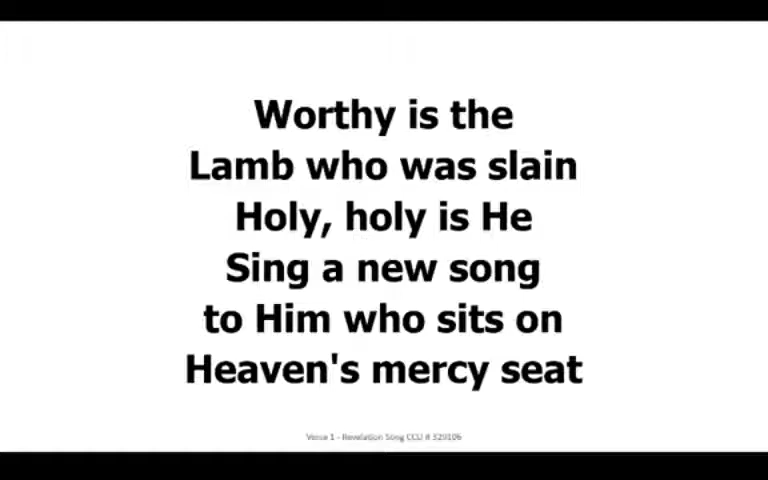 Worthy is the
Lamb who was slain
Holy, holy is He
Sing a new song
to Him who sits on
Heaven's mercy seat
Verse 1 - Revelation Song CCLI # 329106